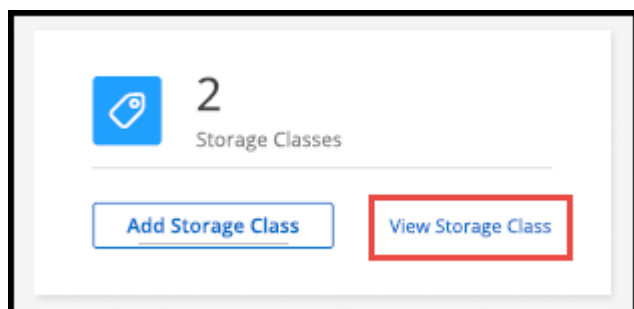 2
Storage Classes
Add Storage Class
View Storage Class